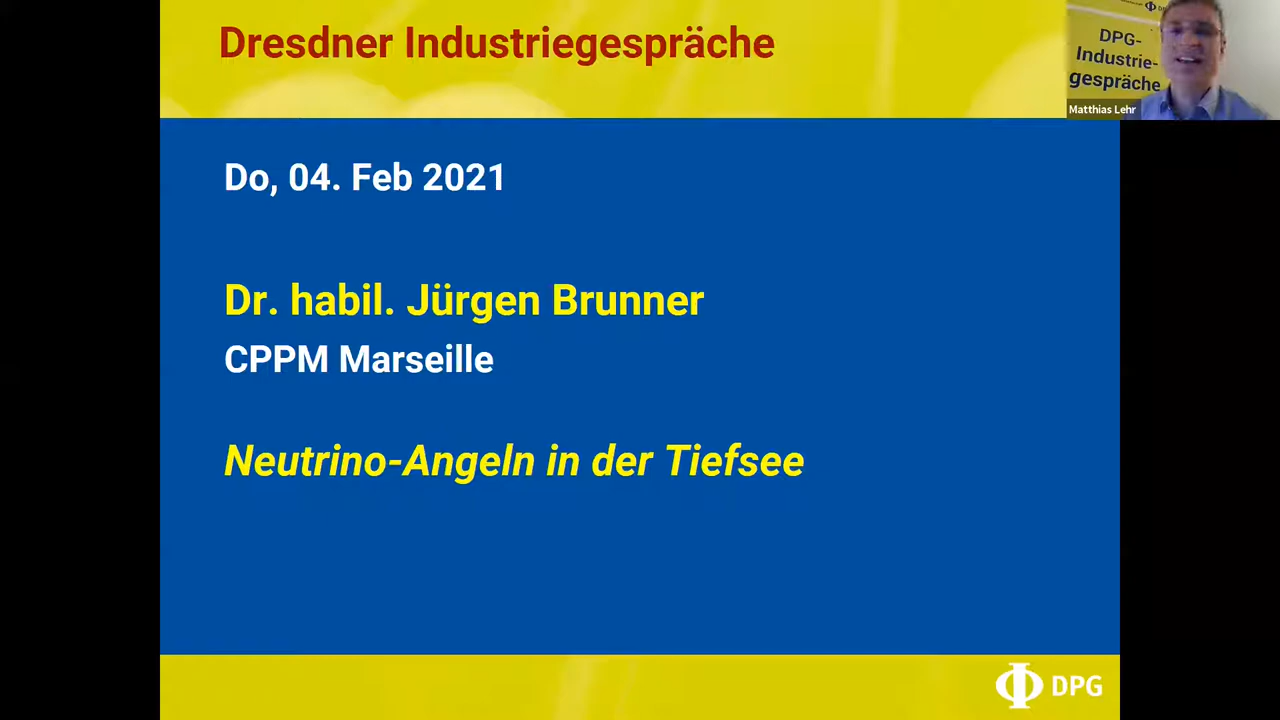 Dresdner Industriegespräche
DPG
DPG-
Industrie-
gespräche
Matthias Lehr
Do, 04. Feb 2021
Dr. habil. Jürgen Brunner
CPPM Marseille
Neutrino-Angeln in der Tiefsee
DPG